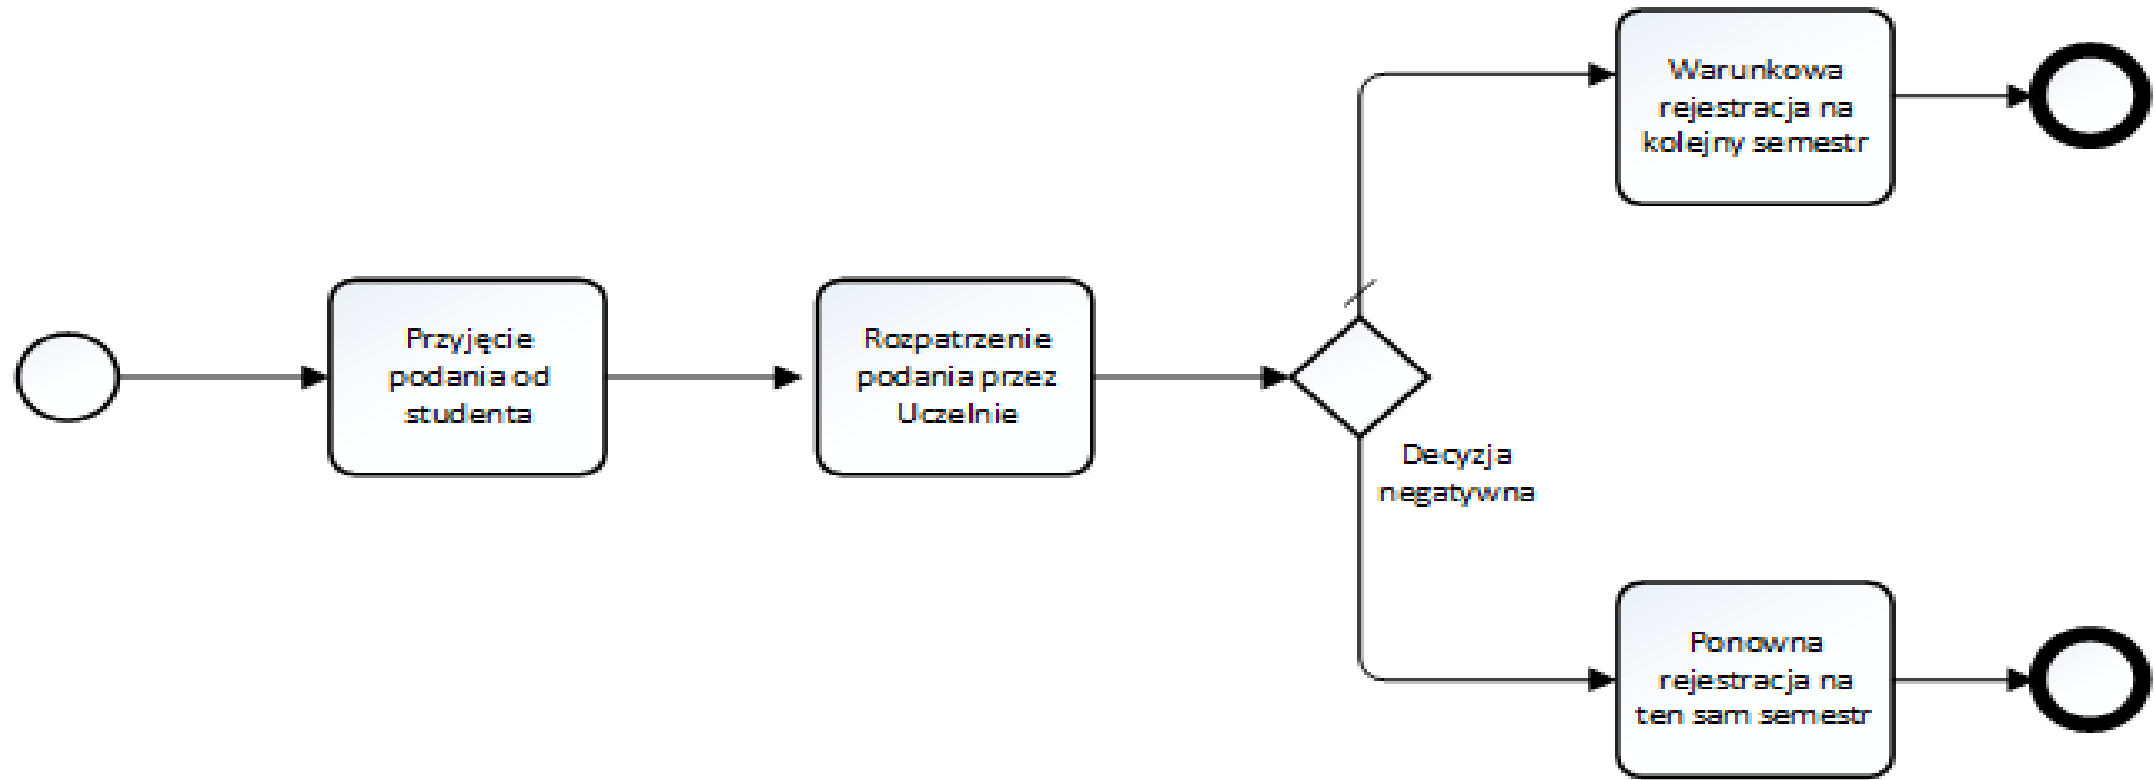 Warunkowa
rejestracja na
kolejny semestr
Przyjęcie
podania od
studenta
Rozpatrzenie
podania przez
Uczelnie
Decyzja
negatywna
Ponowna
rejestracja na
ten sam semestr